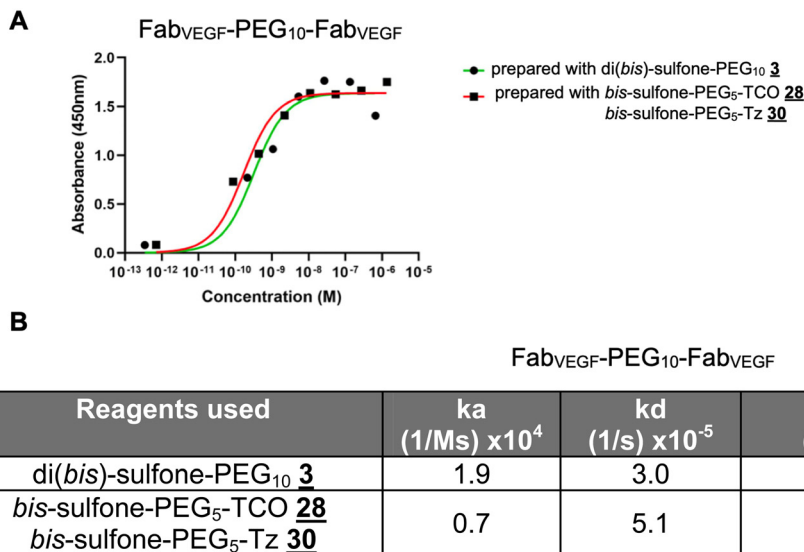 A
FabVEGF-PEG10-FabVEGF
Absorbance (450nm)
2.0
1.5
1.0
0.5
0.0
10-13 10-12 10-11 10-10 10-9 10-8 10-7 10-6 10-5
Concentration (M)
prepared with di(bis)-sulfone-PEG10 3
prepared with bis-sulfone-PEG5-TCO 28
bis-sulfone-PEG5-Tz 30
B
FabVEGF-PEG10-FabVEGF
Reagents used ka kd
(1/Ms) x104 (1/s) x10-5
di(bis)-sulfone-PEG10 3 1.9 3.0
bis-sulfone-PEG5-TCO 28
bis-sulfone-PEG5-Tz 30 0.7 5.1